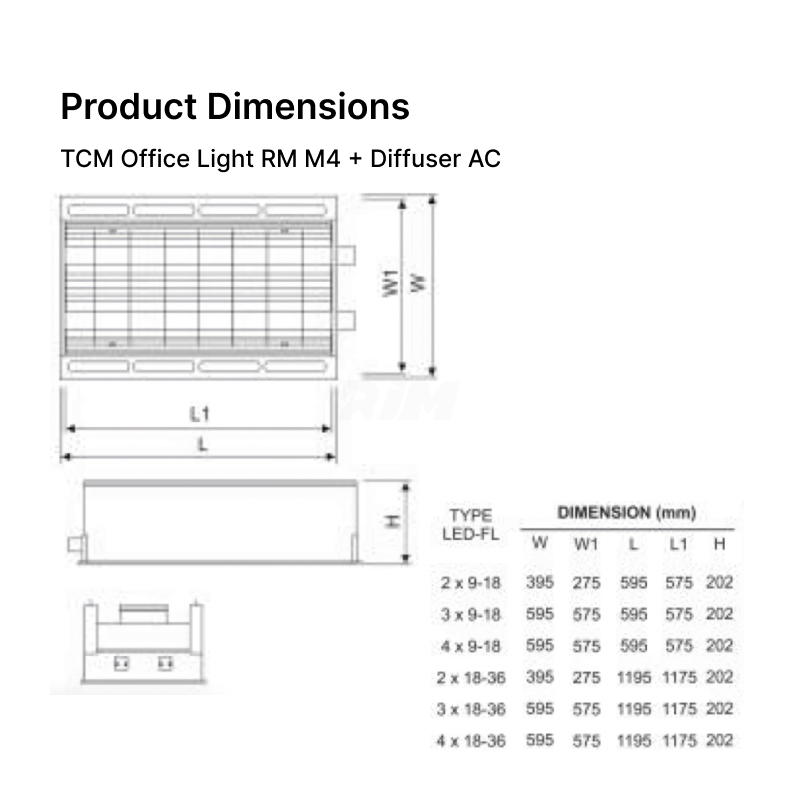 Product Dimensions
TCM Office Light RM M4 + Diffuser AC
W1
W
L1
L
H
TYPE
LED-FL
DIMENSION (mm)
W W1 L L1 H
2 x 9-18 395 275 595 575 202
3 x 9-18 595 575 595 575 202
4 x 9-18 595 575 595 575 202
2 x 18-36 395 275 1195 1175 202
3 x 18-36 595 575 1195 1175 202
4 x 18-36 595 575 1195 1175 202